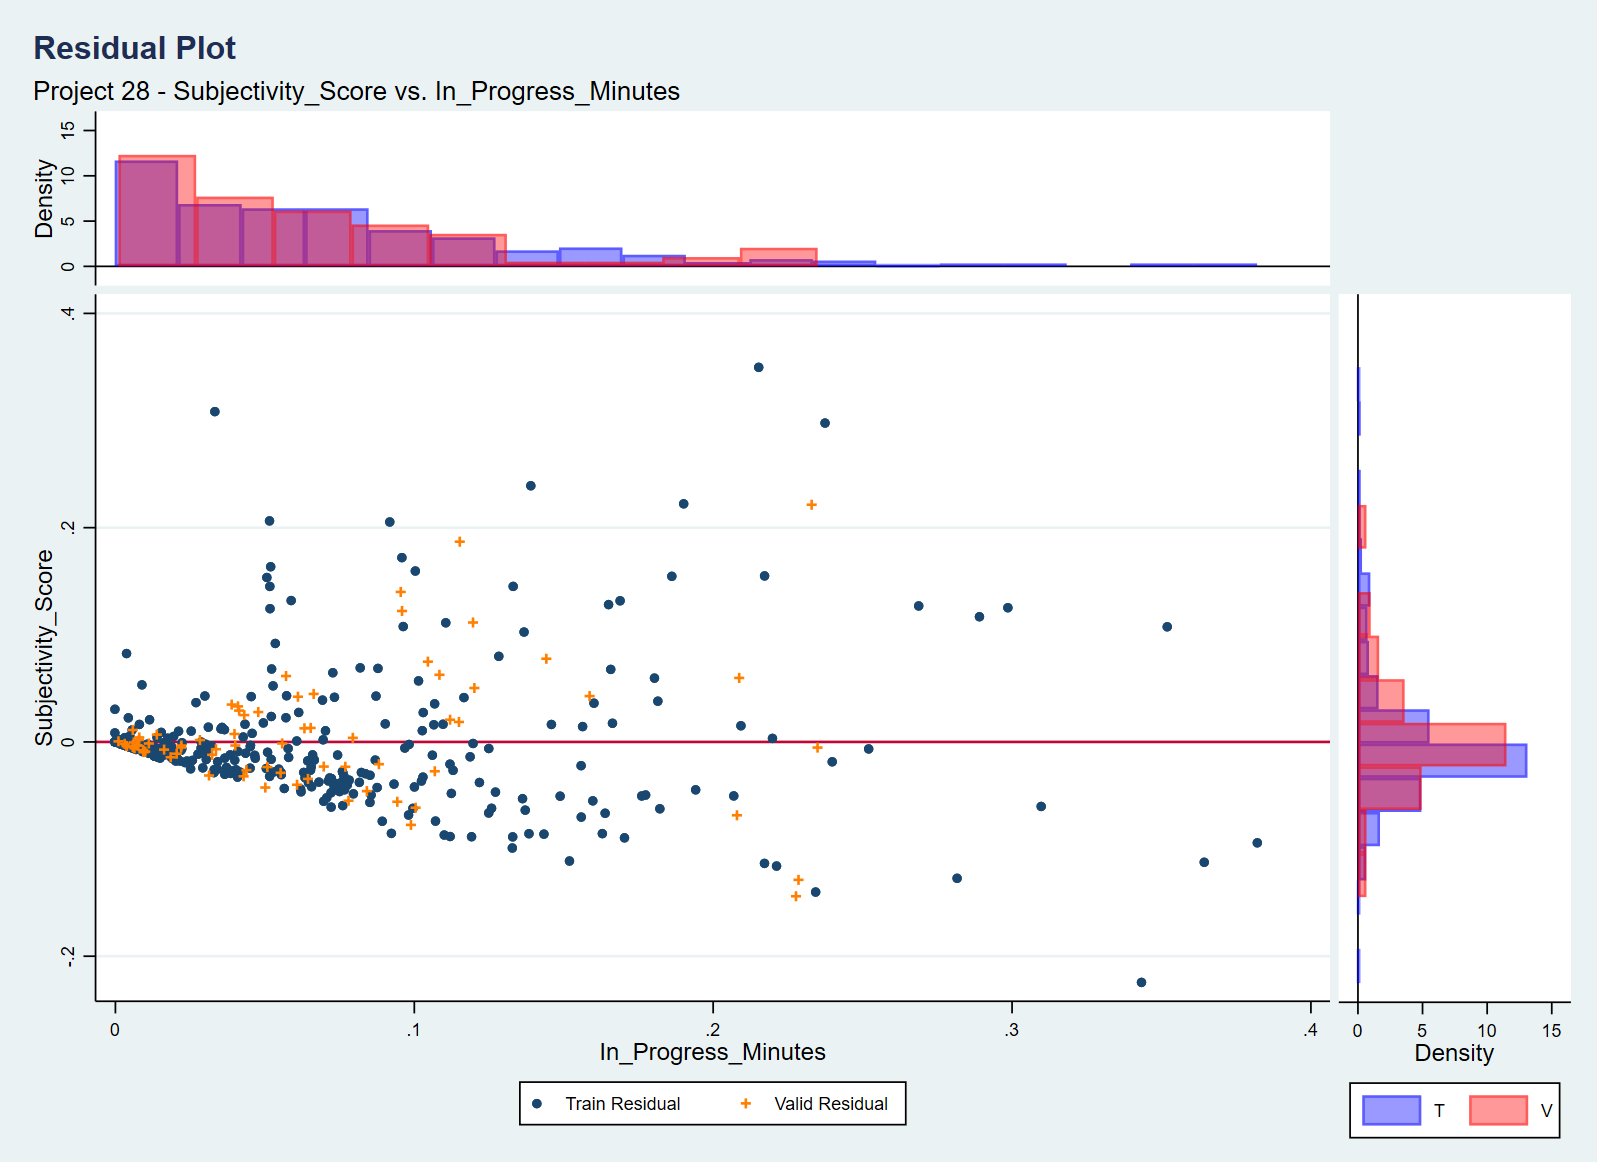 Residual Plot
Project 28 - Subjectivity_Score vs. In_Progress_Minutes
Density
15
10
5
0
Subjectivity_Score
.4
.2
0
-.2
0 .1 .2 .3 .4
In_Progress_Minutes
0 5 10 15
Density
Train Residual Valid Residual
T V